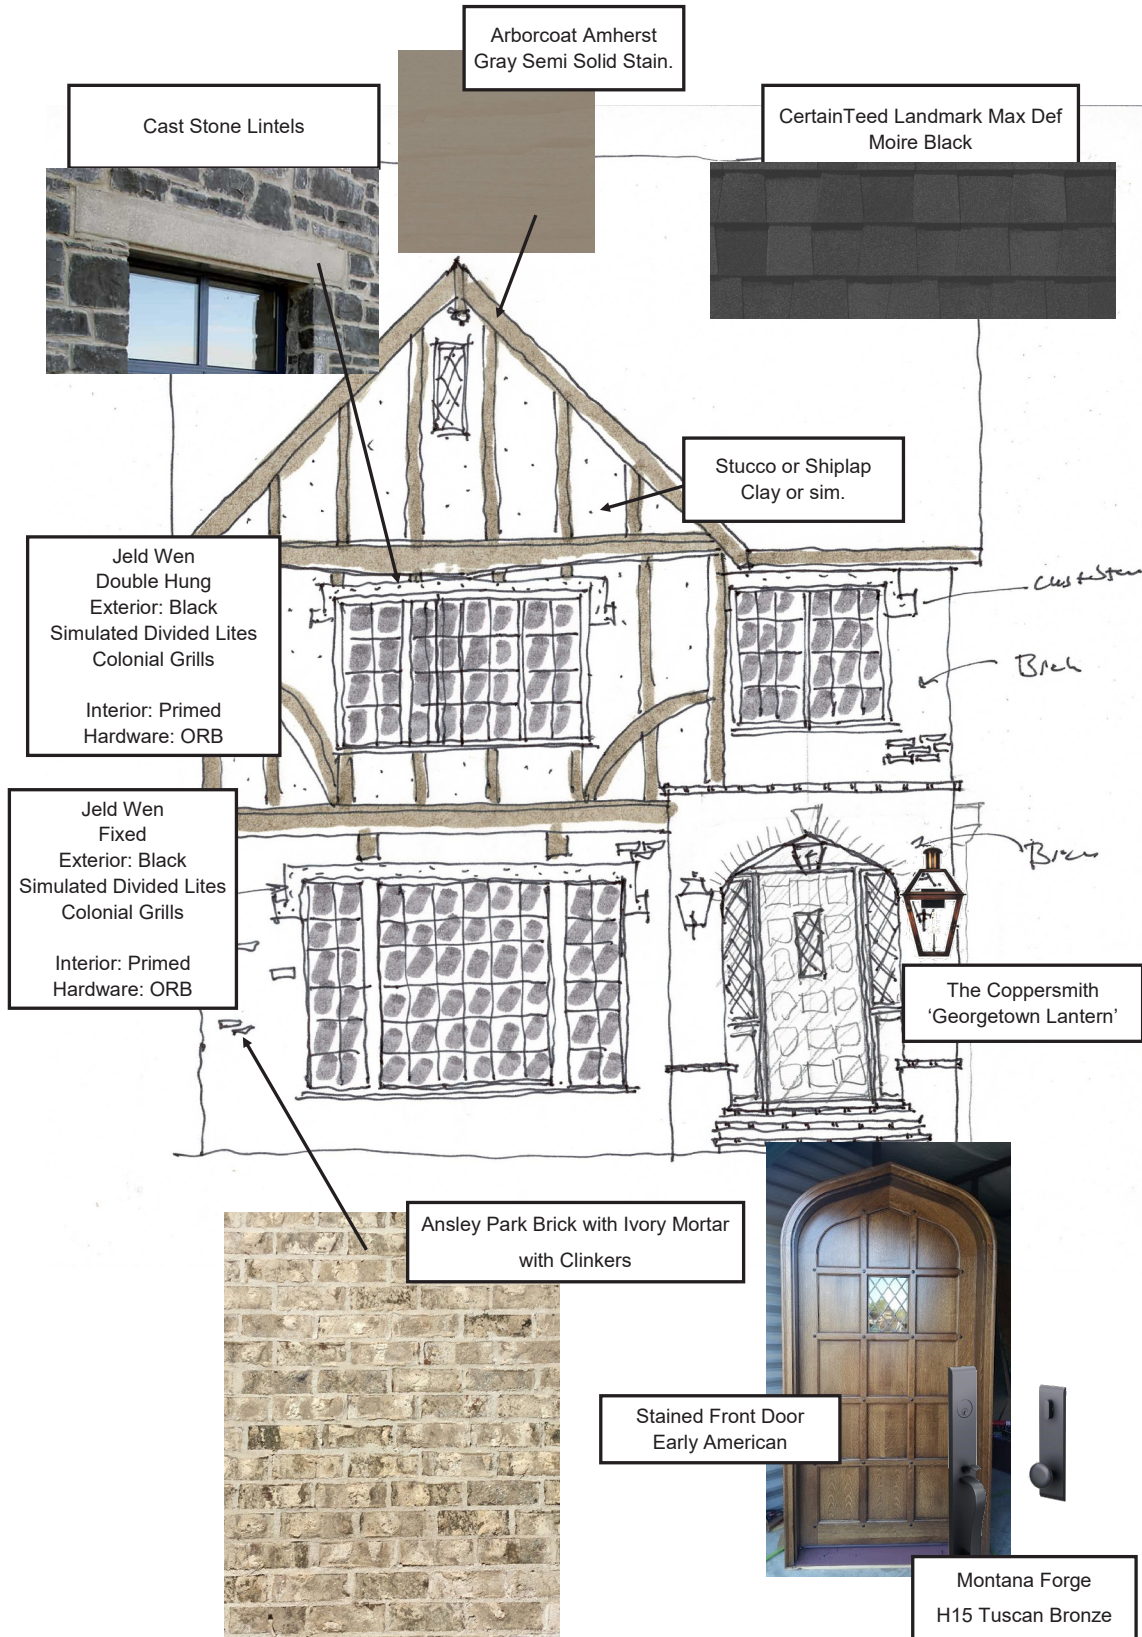 Arborcoat Amherst
Gray Semi Solid Stain.
Cast Stone Lintels
CertainTeed Landmark Max Def
Moire Black
Stucco or Shiplap
Clay or sim.
Jeld Wen
Double Hung
Exterior: Black
Simulated Divided Lites
Colonial Grills
Interior: Primed
Hardware: ORB
Jeld Wen
Fixed
Exterior: Black
Simulated Divided Lites
Colonial Grills
Interior: Primed
Hardware: ORB
The Coppersmith
‘Georgetown Lantern’
Ansley Park Brick with Ivory Mortar
with Clinkers
Stained Front Door
Early American
Montana Forge
H15 Tuscan Bronze